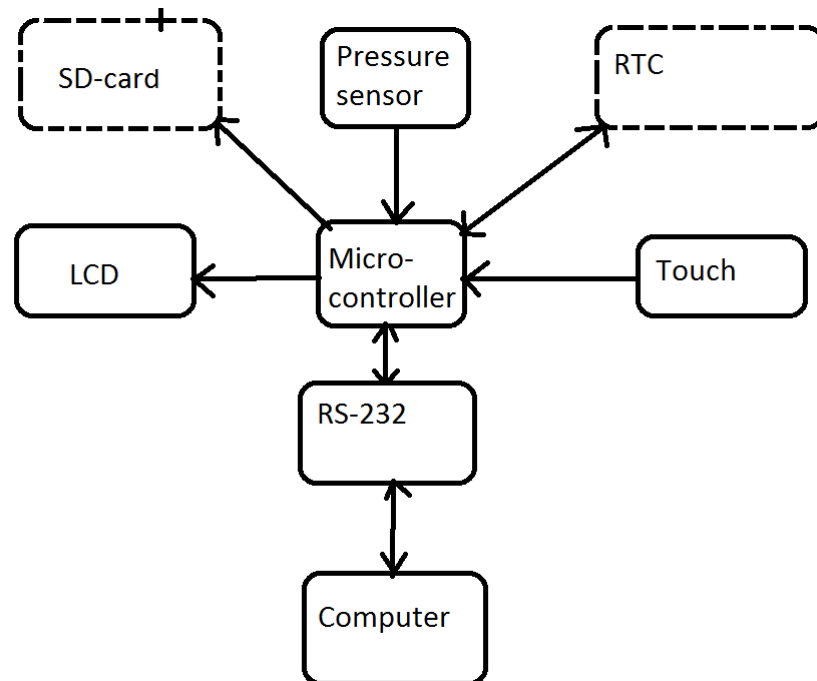 SD-card
Pressure
sensor
RTC
LCD
Micro-
controller
Touch
RS-232
Computer